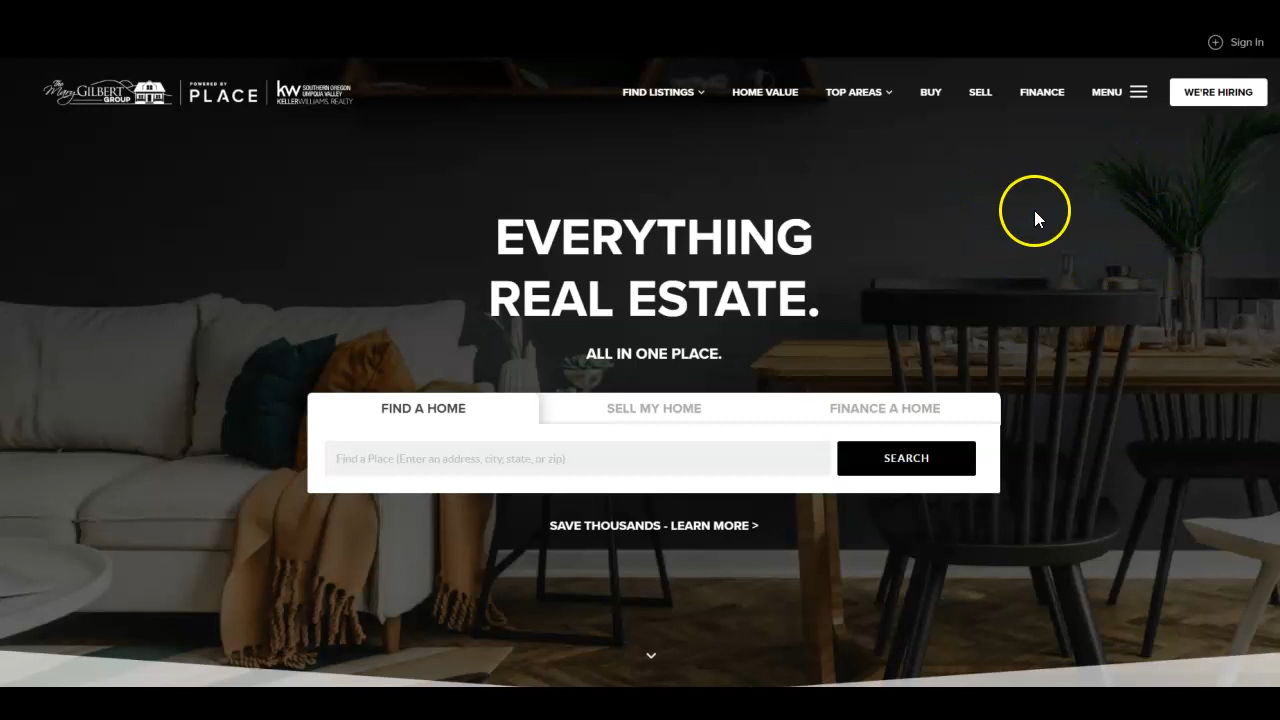 Sign In
The Mary GILBERT GROUP
POWERED BY PLACE
kw SOUTHERN OREGON UMPQUA VALLEY
KELLERWILLIAMS. REALTY
FIND LISTINGS HOME VALUE TOP AREAS BUY SELL FINANCE MENU WE'RE HIRING
EVERYTHING
REAL ESTATE.
ALL IN ONE PLACE.
FIND A HOME SELL MY HOME FINANCE A HOME
Find a Place (Enter an address, city, state, or zip) SEARCH
SAVE THOUSANDS - LEARN MORE >